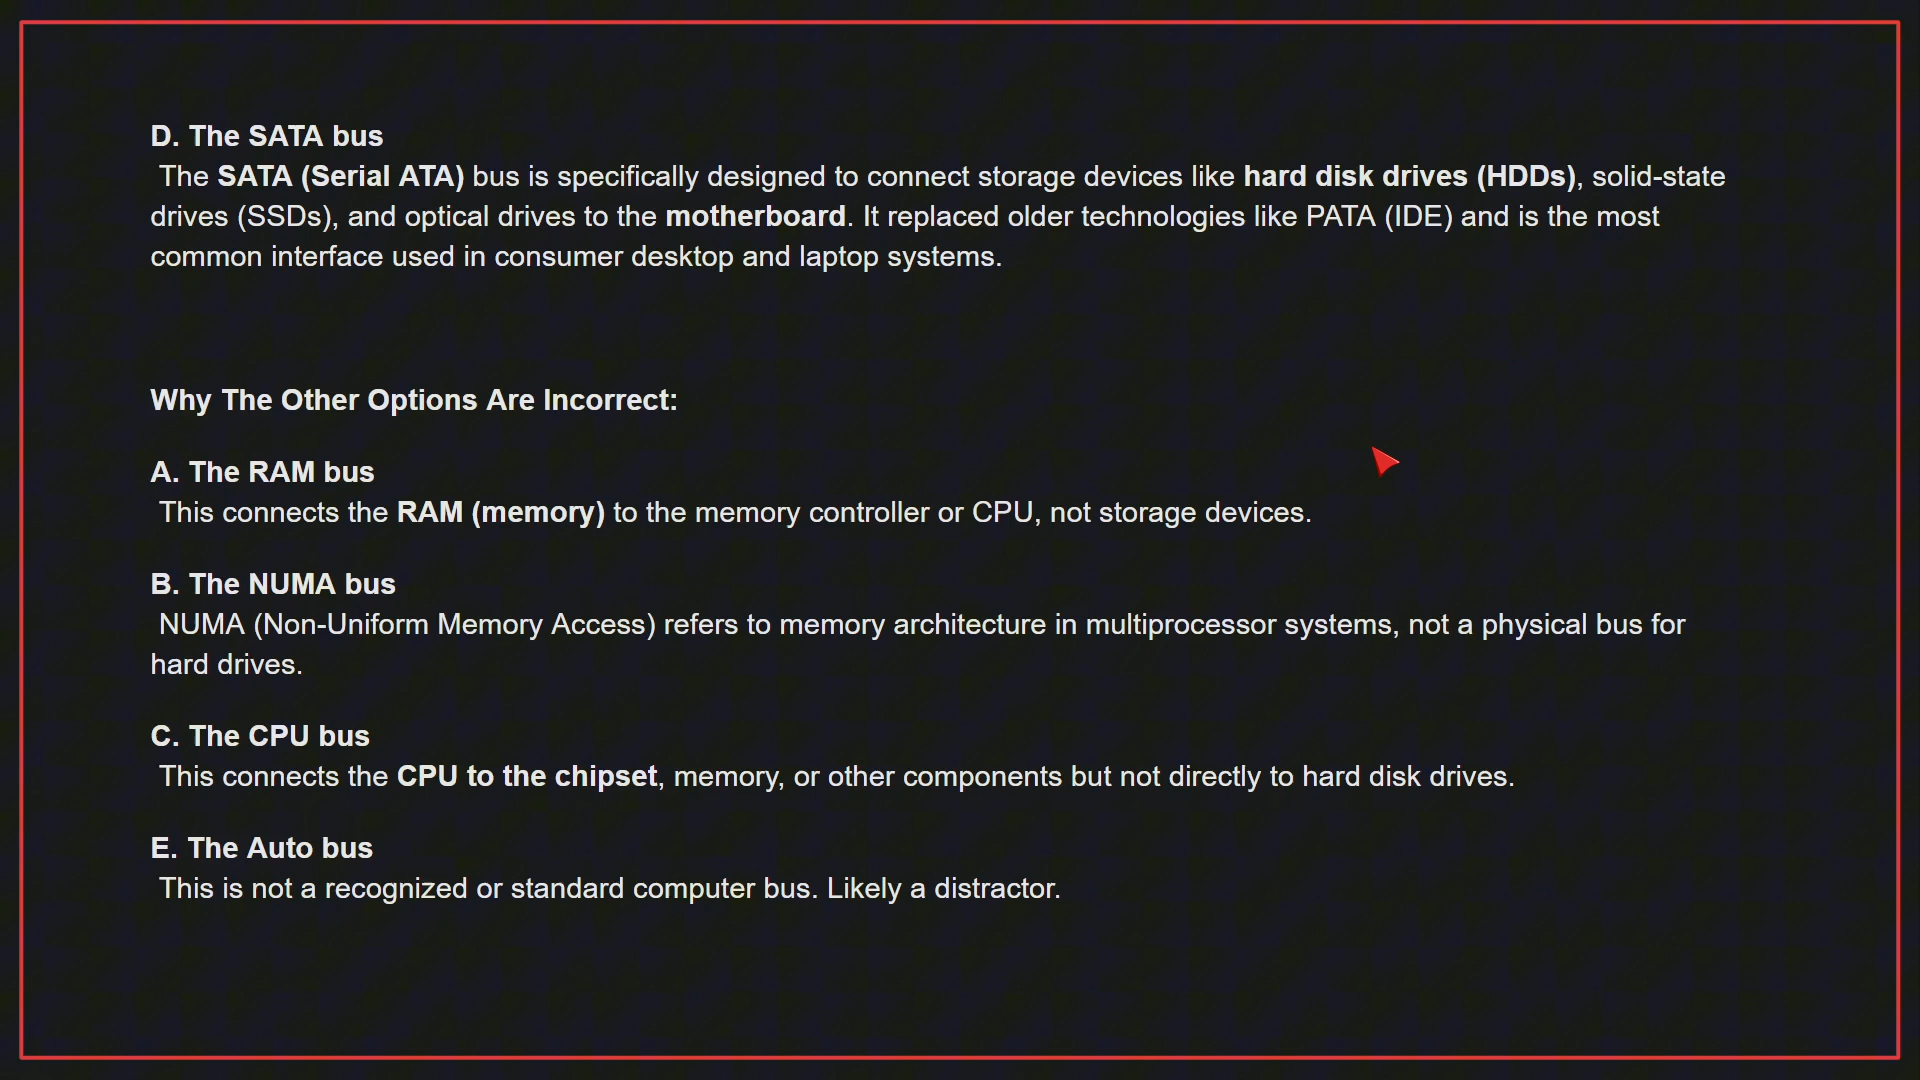 D. The SATA bus
The SATA (Serial ATA) bus is specifically designed to connect storage devices like hard disk drives (HDDs), solid-state
drives (SSDs), and optical drives to the motherboard. It replaced older technologies like PATA (IDE) and is the most
common interface used in consumer desktop and laptop systems.
Why The Other Options Are Incorrect:
A. The RAM bus
This connects the RAM (memory) to the memory controller or CPU, not storage devices.
B. The NUMA bus
NUMA (Non-Uniform Memory Access) refers to memory architecture in multiprocessor systems, not a physical bus for
hard drives.
C. The CPU bus
This connects the CPU to the chipset, memory, or other components but not directly to hard disk drives.
E. The Auto bus
This is not a recognized or standard computer bus. Likely a distractor.